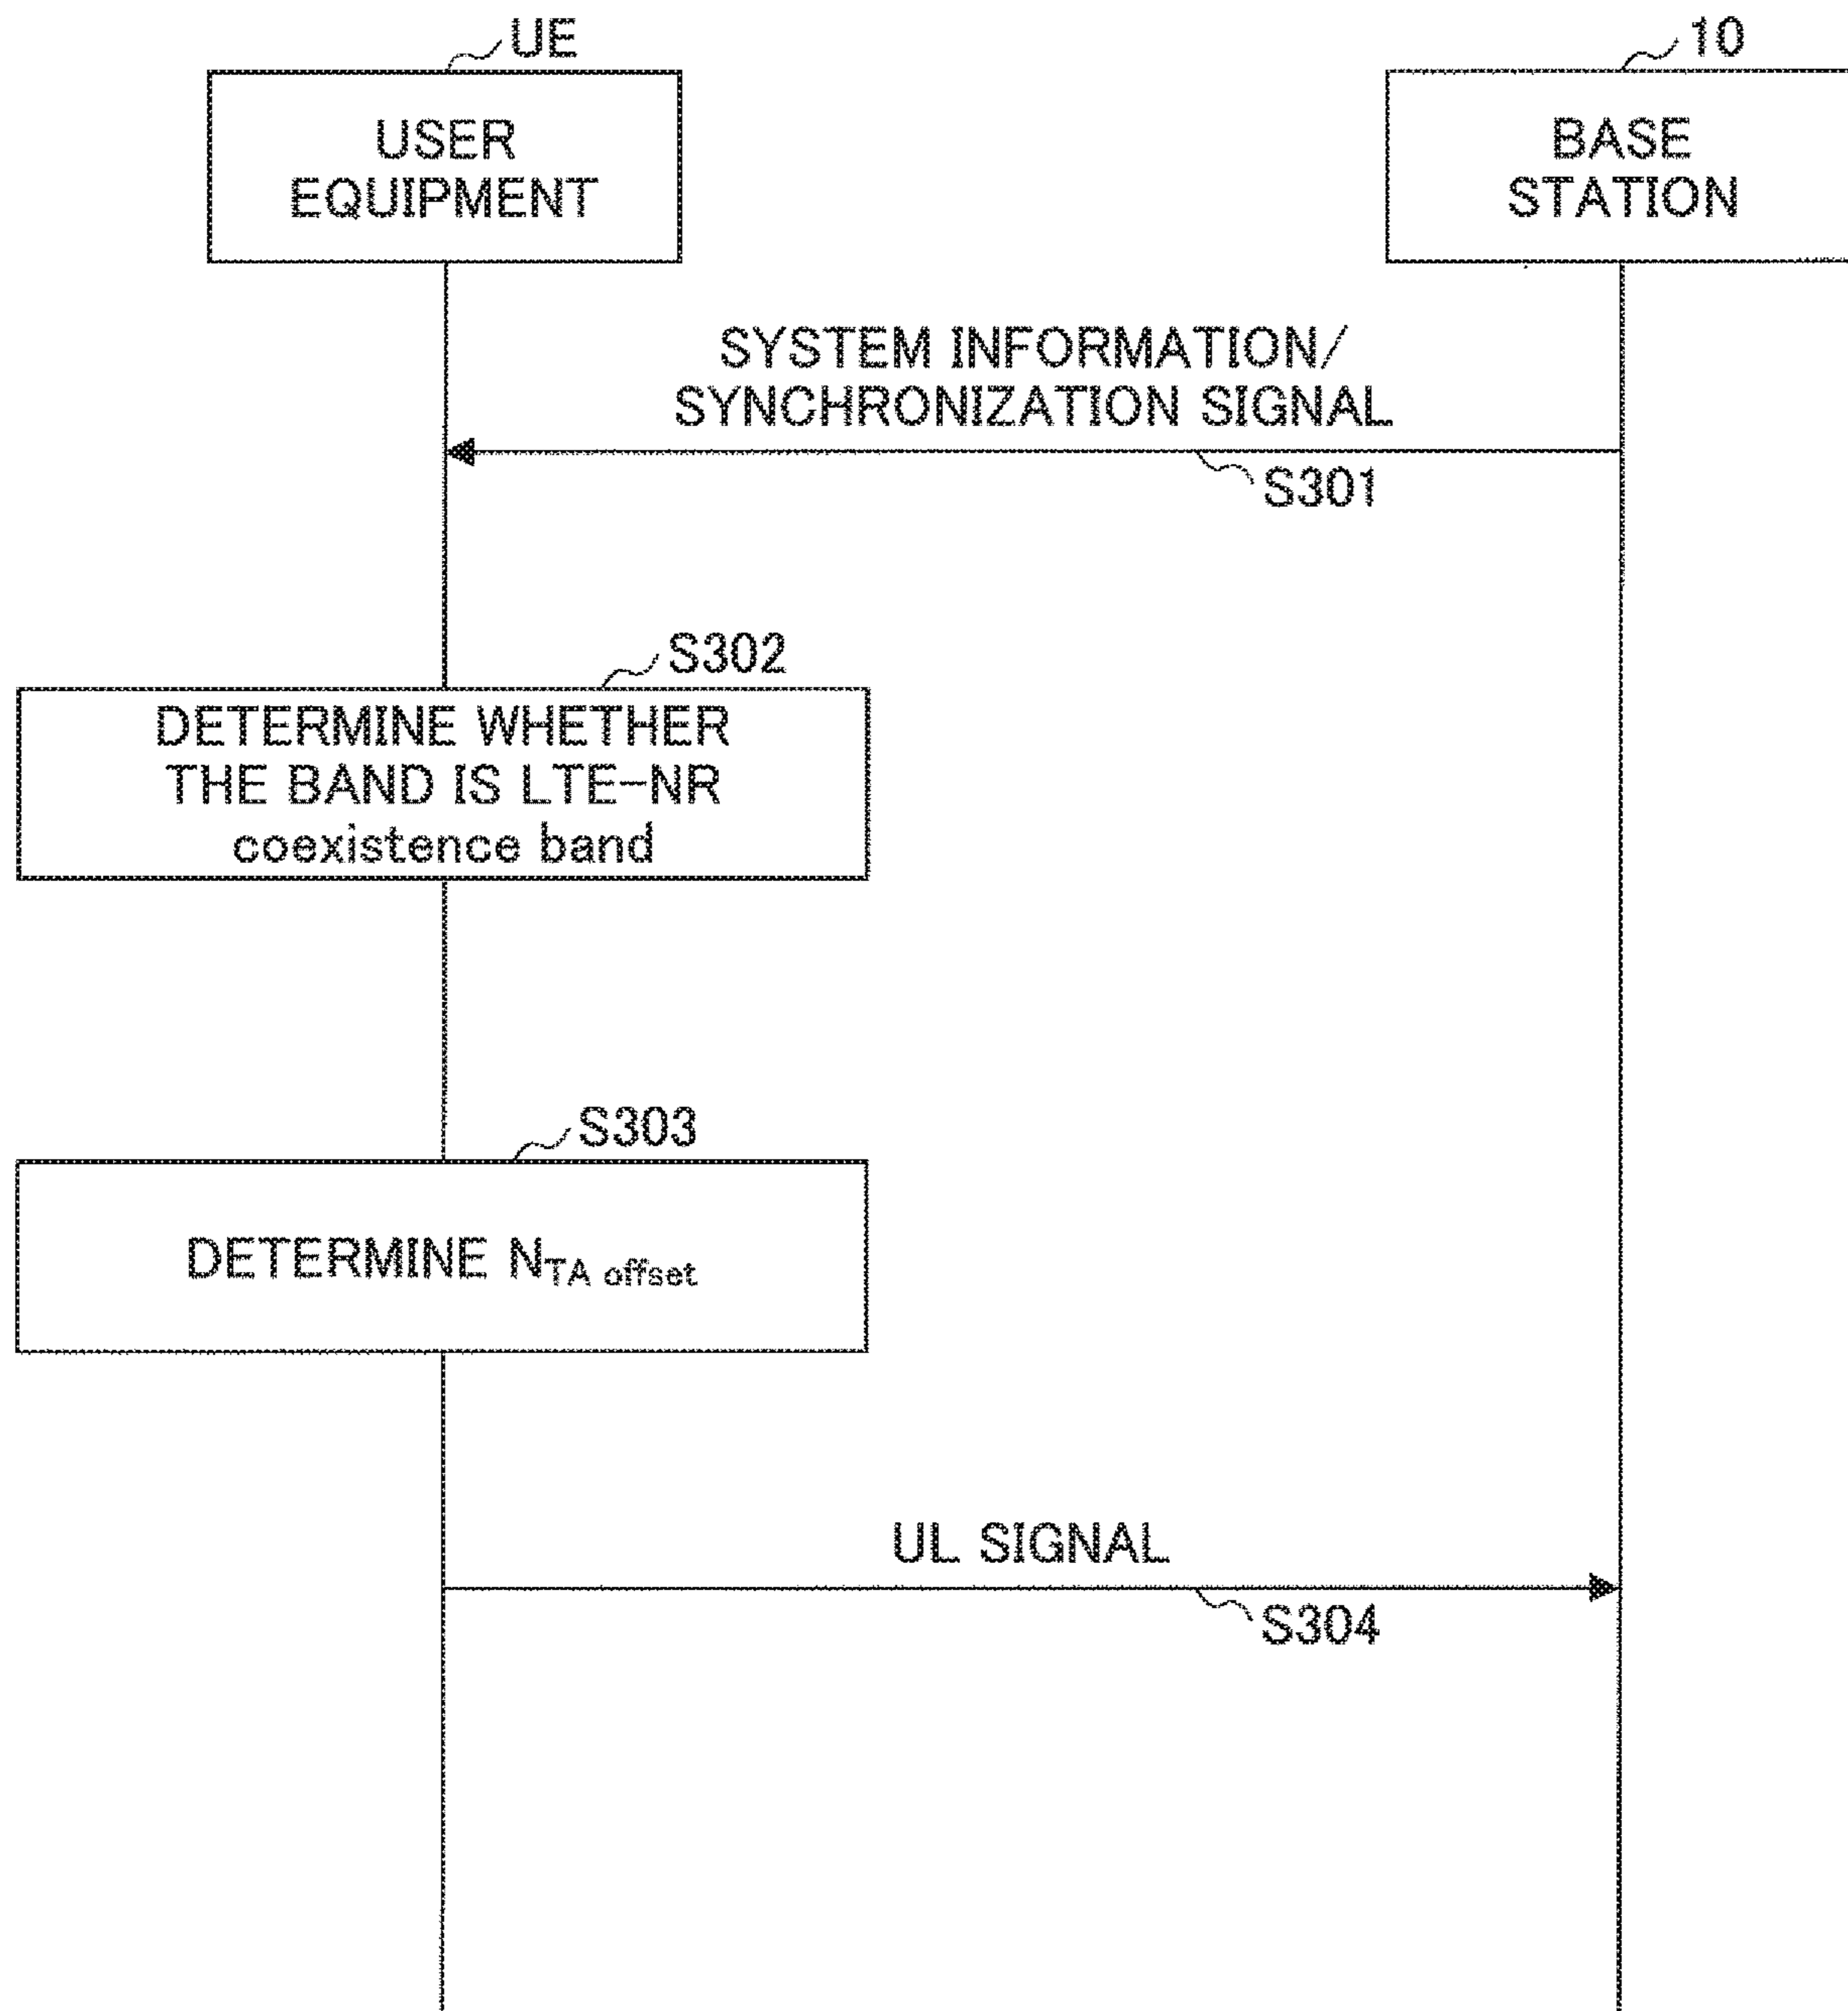 UE
10
USER
EQUIPMENT
BASE
STATION
SYSTEM INFORMATION/
SYNCHRONIZATION SIGNAL
S301
S302
DETERMINE WHETHER
THE BAND IS LTE-NR
coexistence band
S303
DETERMINE NTA offset
UL SIGNAL
S304